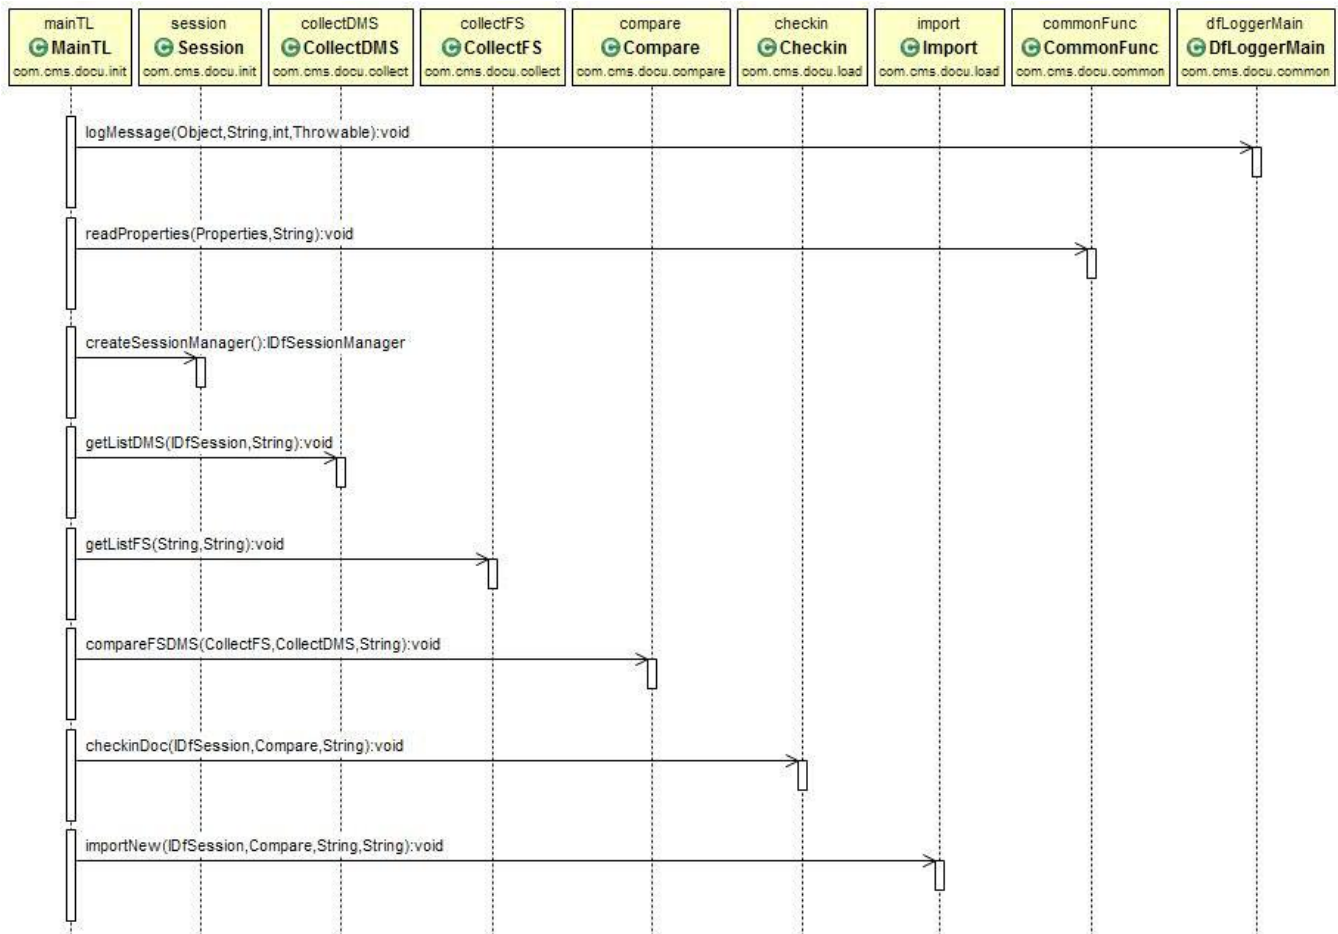 mainTL session collectDMS collectFS compare checkin import commonFunc dfLoggerMain
C MainTL C Session C CollectDMS C CollectFS C Compare C Checkin C Import C CommonFunc C DfLoggerMain
com.cms.docu.init com.cms.docu.init com.cms.docu.collect com.cms.docu.collect com.cms.docu.compare com.cms.docu.load com.cms.docu.load com.cms.docu.common com.cms.docu.common
logMessage(Object,String,int,Throwable):void
readProperties(Properties,String):void
createSessionManager():IDfSessionManager
getListDMS(IDfSession,String):void
getListFS(String,String):void
compareFSDMS(CollectFS,CollectDMS,String):void
checkinDoc(IDfSession,Compare,String):void
importNew(IDfSession,Compare,String,String):void